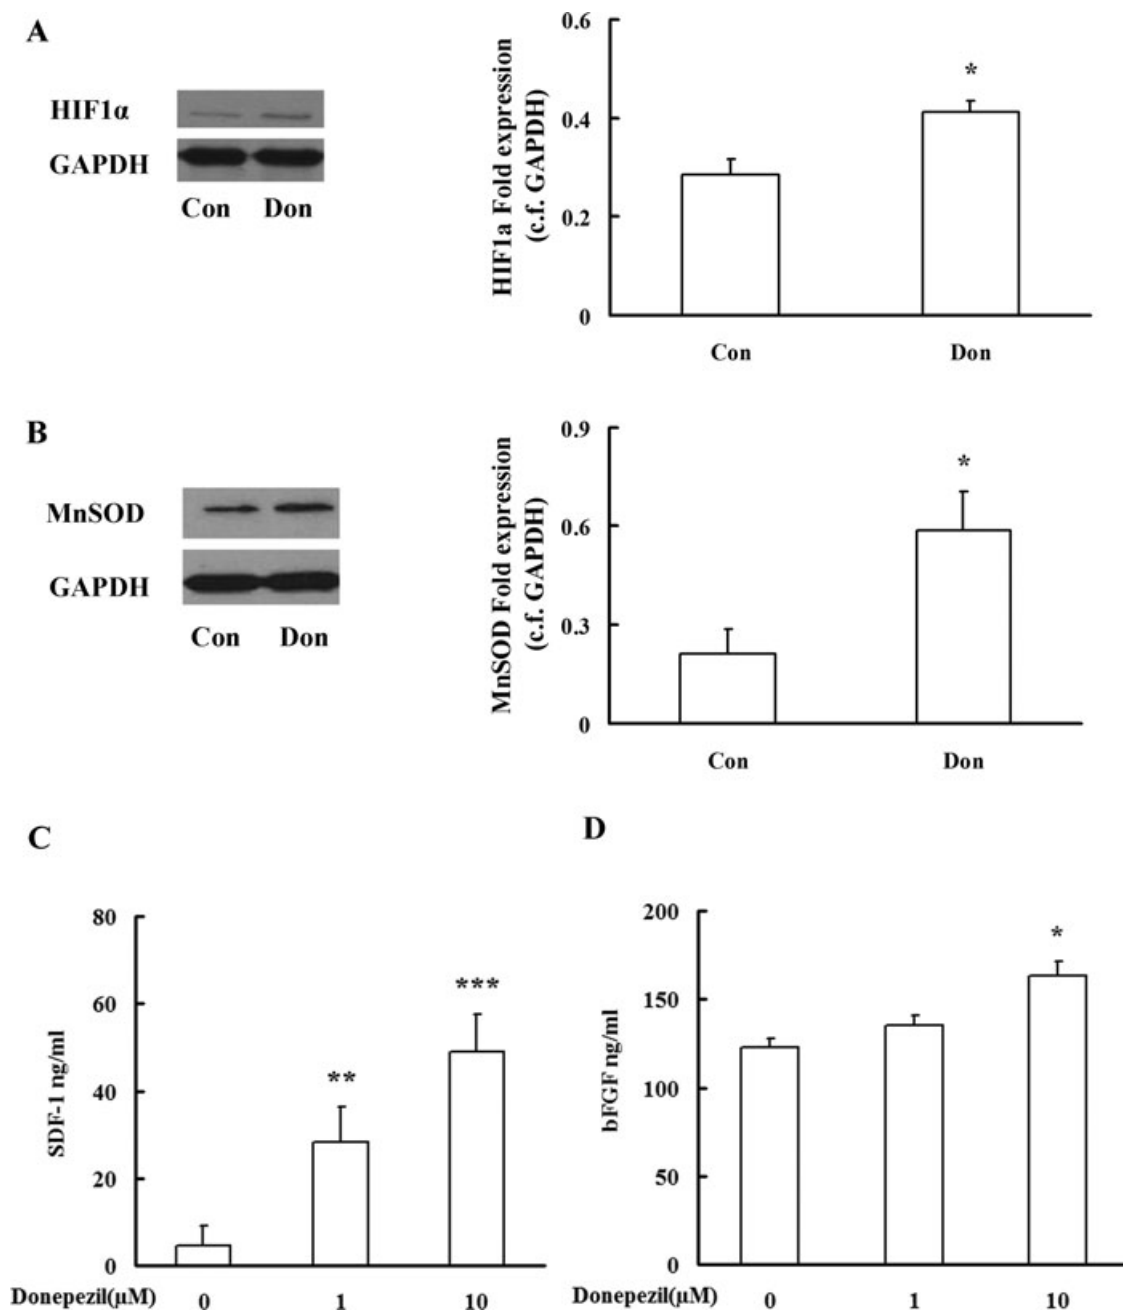 A
HIF1α
GAPDH
Con Don
HIF1a Fold expression
(c.f. GAPDH)
0.6
0.4
0.2
0
*
Con Don
B
MnSOD
GAPDH
Con Don
MnSOD Fold expression
(c.f. GAPDH)
0.9
0.6
0.3
0
*
Con Don
C
SDF-1 ng/ml
80
60
40
20
0
**
***
Donepezil(μM) 0 1 10
D
bFGF ng/ml
200
150
100
50
0
*
Donepezil(μM) 0 1 10